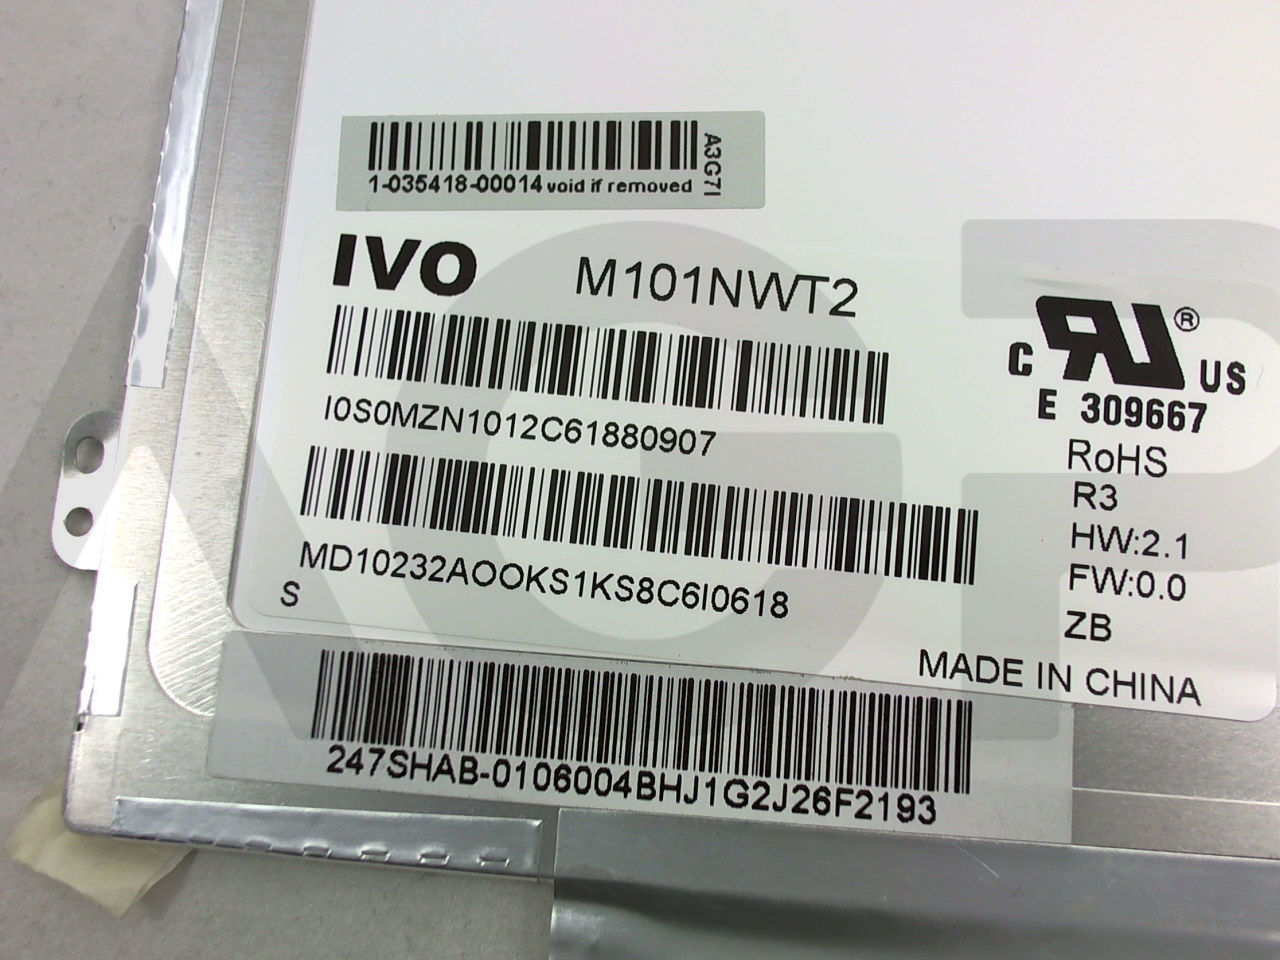 1-035418-00014 void if removed
A3G7I
IVO M101NWT2
I0S0MZN1012C61880907
MD10232AOOKS1KS8C6I0618
S
C US ®
E 309667
RoHS
R3
HW:2.1
FW:0.0
ZB
MADE IN CHINA
247SHAB-0106004BHJ1G2J26F2193
AGP